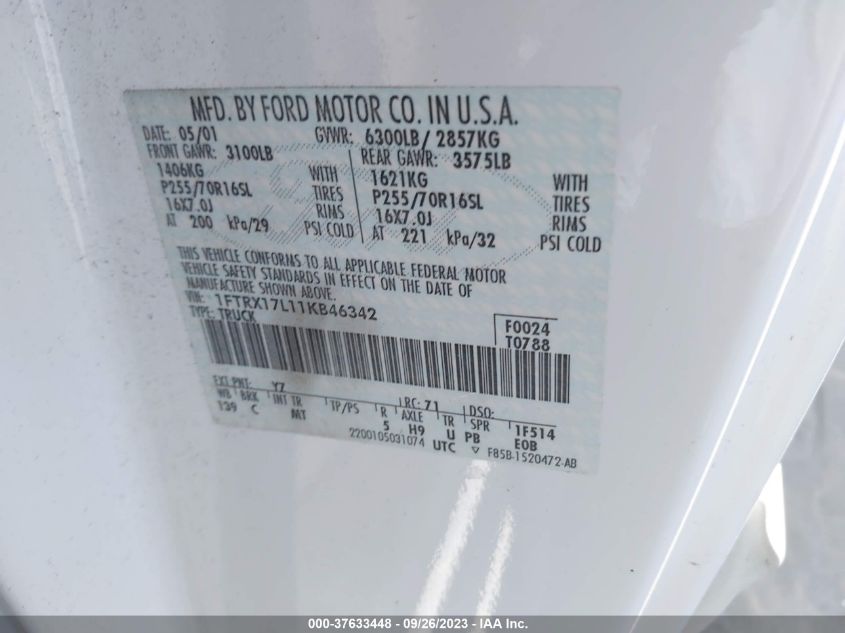 MFD. BY FORD MOTOR CO. IN U.S.A.
DATE: 05/01 GVWR: 6300LB/ 2857KG
FRONT GAWR: 3100LB REAR GAWR: 3575LB
1406KG WITH 1621KG WITH
P255/70R16SL TIRES P255/70R16SL TIRES
16X7.0J RIMS 16X7.0J RIMS
AT 200 kPa/29 PSI COLD AT 221 kPa/32 PSI COLD
THIS VEHICLE CONFORMS TO ALL APPLICABLE FEDERAL MOTOR
VEHICLE SAFETY STANDARDS IN EFFECT ON THE DATE OF
MANUFACTURE SHOWN ABOVE.
VIN: 1FTRX17L11KB46342
TYPE: TRUCK
F0024
T0788
EXT PNT: YZ RC: 71 DSO:
WB BRK INT TR TP/PS R AXLE TR SPR 1F514
139 C MT 5 H9 U PB EOB
2200105031074 UTC ▽ F85B-1520472-AB
000-37633448 - 09/26/2023 - IAA Inc.